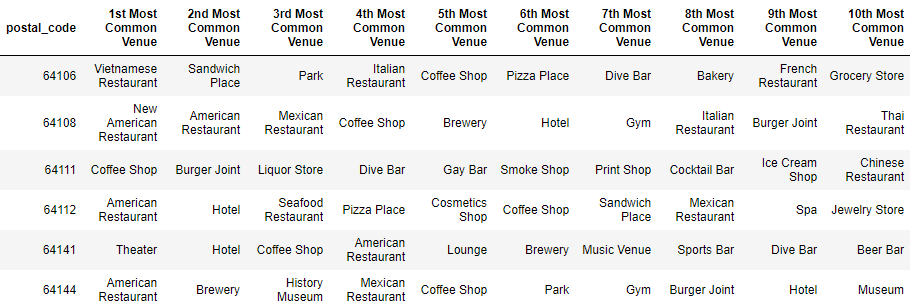 postal_code 1st Most Common Venue 2nd Most Common Venue 3rd Most Common Venue 4th Most Common Venue 5th Most Common Venue 6th Most Common Venue 7th Most Common Venue 8th Most Common Venue 9th Most Common Venue 10th Most Common Venue
64106 Vietnamese Restaurant Sandwich Place Park Italian Restaurant Coffee Shop Pizza Place Dive Bar Bakery French Restaurant Grocery Store
64108 New American Restaurant American Restaurant Mexican Restaurant Coffee Shop Brewery Hotel Gym Italian Restaurant Burger Joint Thai Restaurant
64111 Coffee Shop Burger Joint Liquor Store Dive Bar Gay Bar Smoke Shop Print Shop Cocktail Bar Ice Cream Shop Chinese Restaurant
64112 American Restaurant Hotel Seafood Restaurant Pizza Place Cosmetics Shop Coffee Shop Sandwich Place Mexican Restaurant Spa Jewelry Store
64141 Theater Hotel Coffee Shop American Restaurant Lounge Brewery Music Venue Sports Bar Dive Bar Beer Bar
64144 American Restaurant Brewery History Museum Mexican Restaurant Coffee Shop Park Gym Burger Joint Hotel Museum